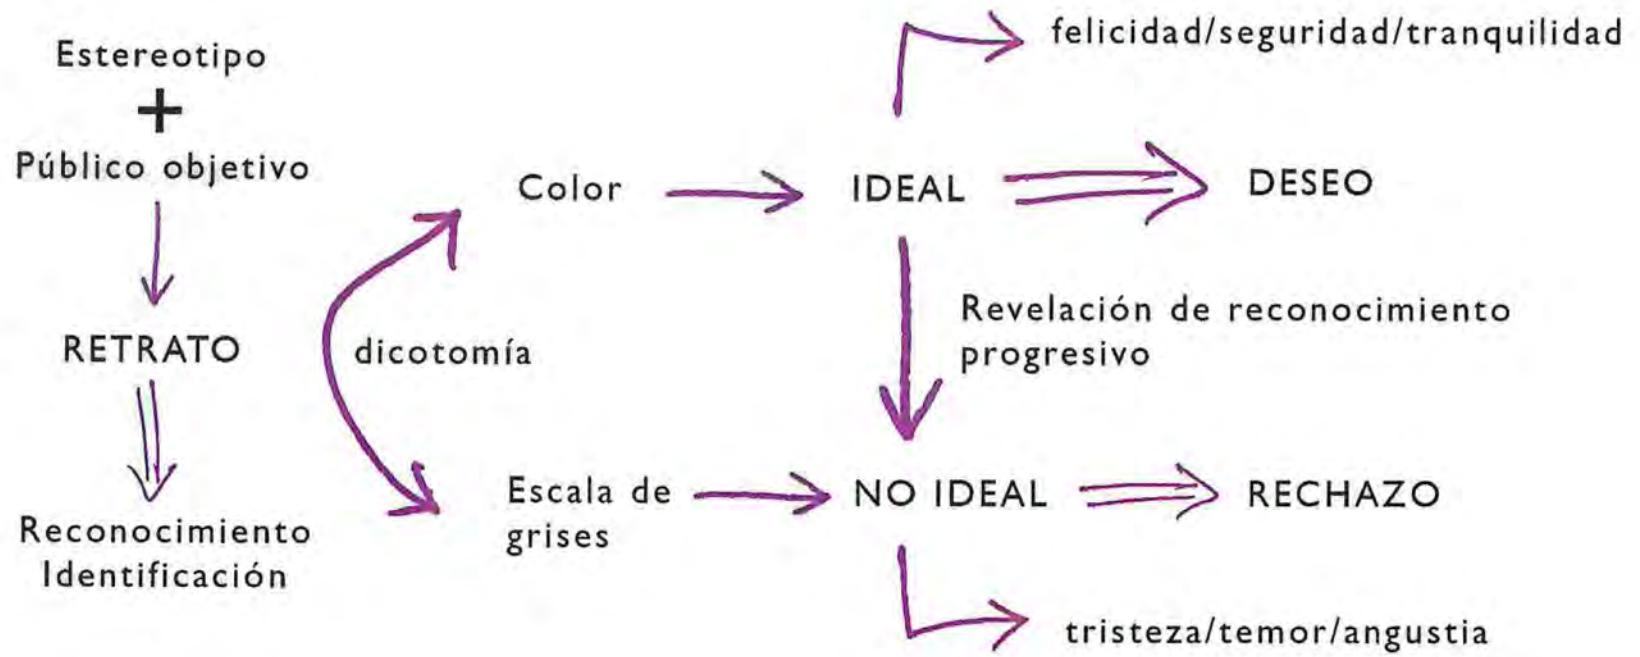 Estereotipo
+
Público objetivo
RETRATO
Reconocimiento
Identificación
dicotomía
Color
IDEAL
DESEO
felicidad/seguridad/tranquilidad
Revelación de reconocimiento
progresivo
Escala de
grises
NO IDEAL
RECHAZO
tristeza/temor/angustia